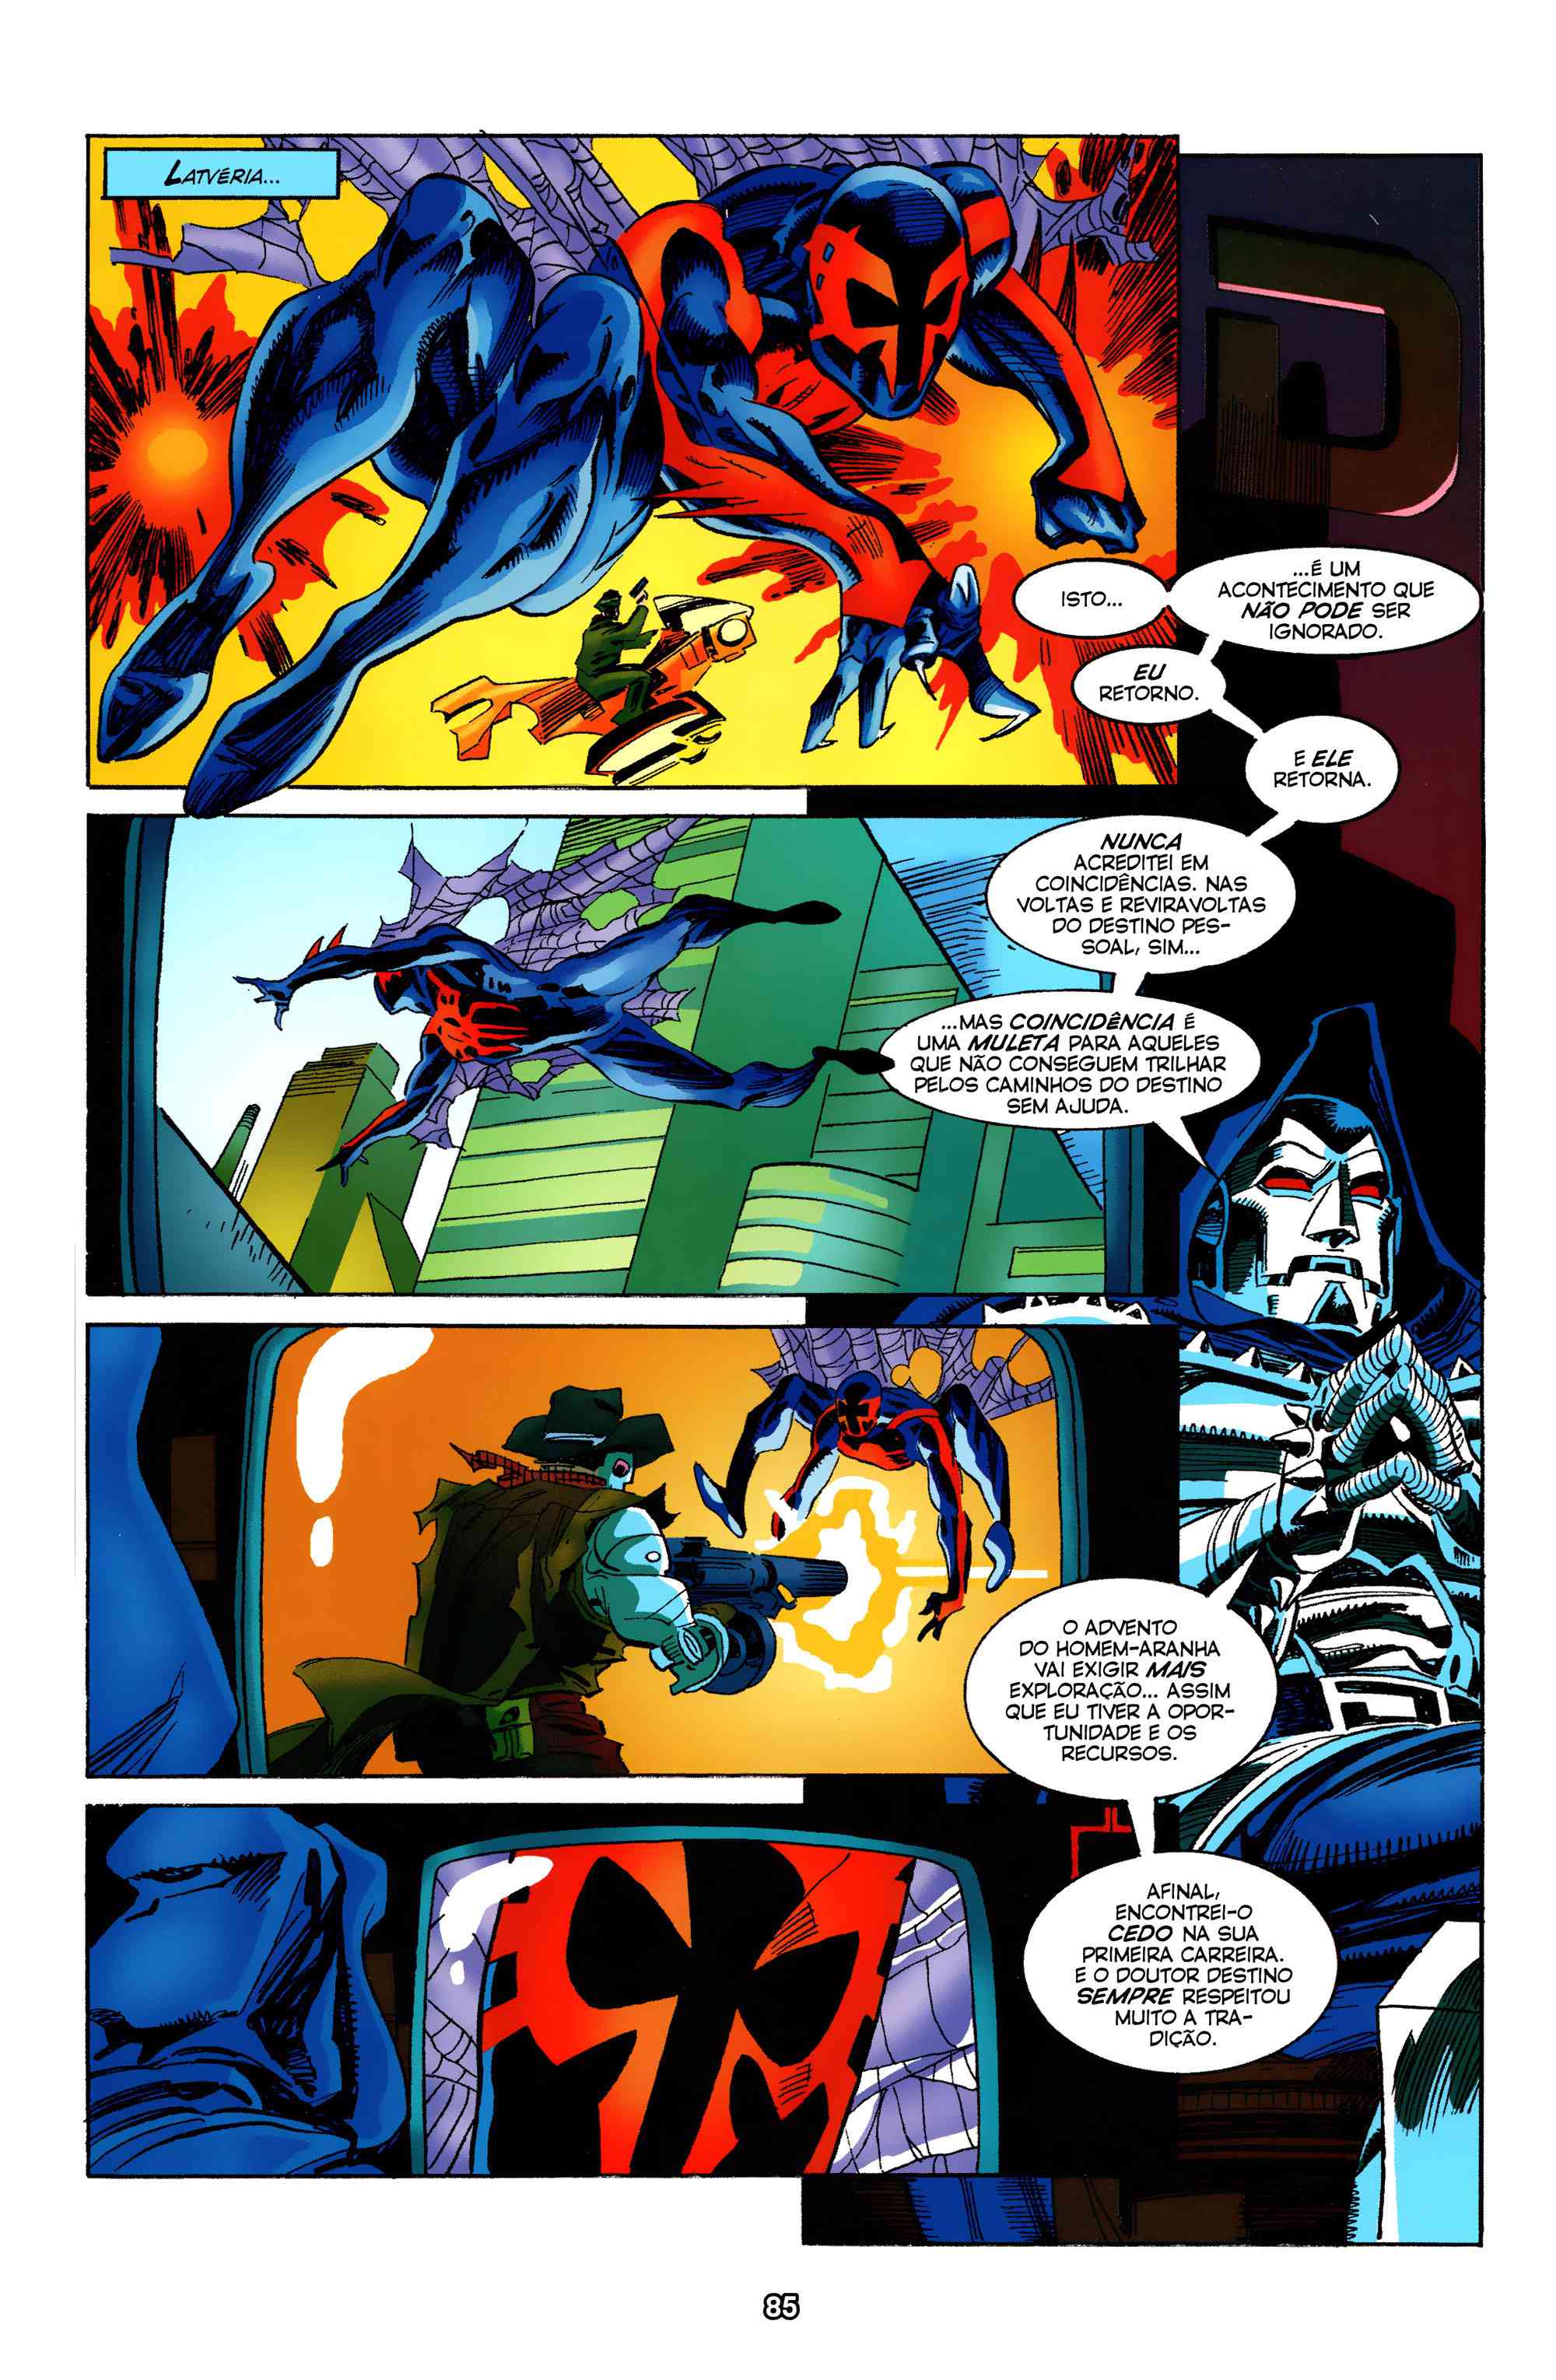 LATVÉRIA...
ISTO...
...É UM
ACONTECIMENTO QUE
NÃO PODE SER
IGNORADO.
EU
RETORNO.
E ELE
RETORNA.
NUNCA
ACREDITEI EM
COINCIDÊNCIAS. NAS
VOLTAS E REVIRAVOLTAS
DO DESTINO PES-
SOAL, SIM...
...MAS COINCIDÊNCIA É
UMA MULETA PARA AQUELES
QUE NÃO CONSEGUEM TRILHAR
PELOS CAMINHOS DO DESTINO
SEM AJUDA.
O ADVENTO
DO HOMEM-ARANHA
VAI EXIGIR MAIS
EXPLORAÇÃO... ASSIM
QUE EU TIVER A OPOR-
TUNIDADE E OS
RECURSOS.
AFINAL,
ENCONTREI-O
CEDO NA SUA
PRIMEIRA CARREIRA.
E O DOUTOR DESTINO
SEMPRE RESPEITOU
MUITO A TRA-
DIÇÃO.
85